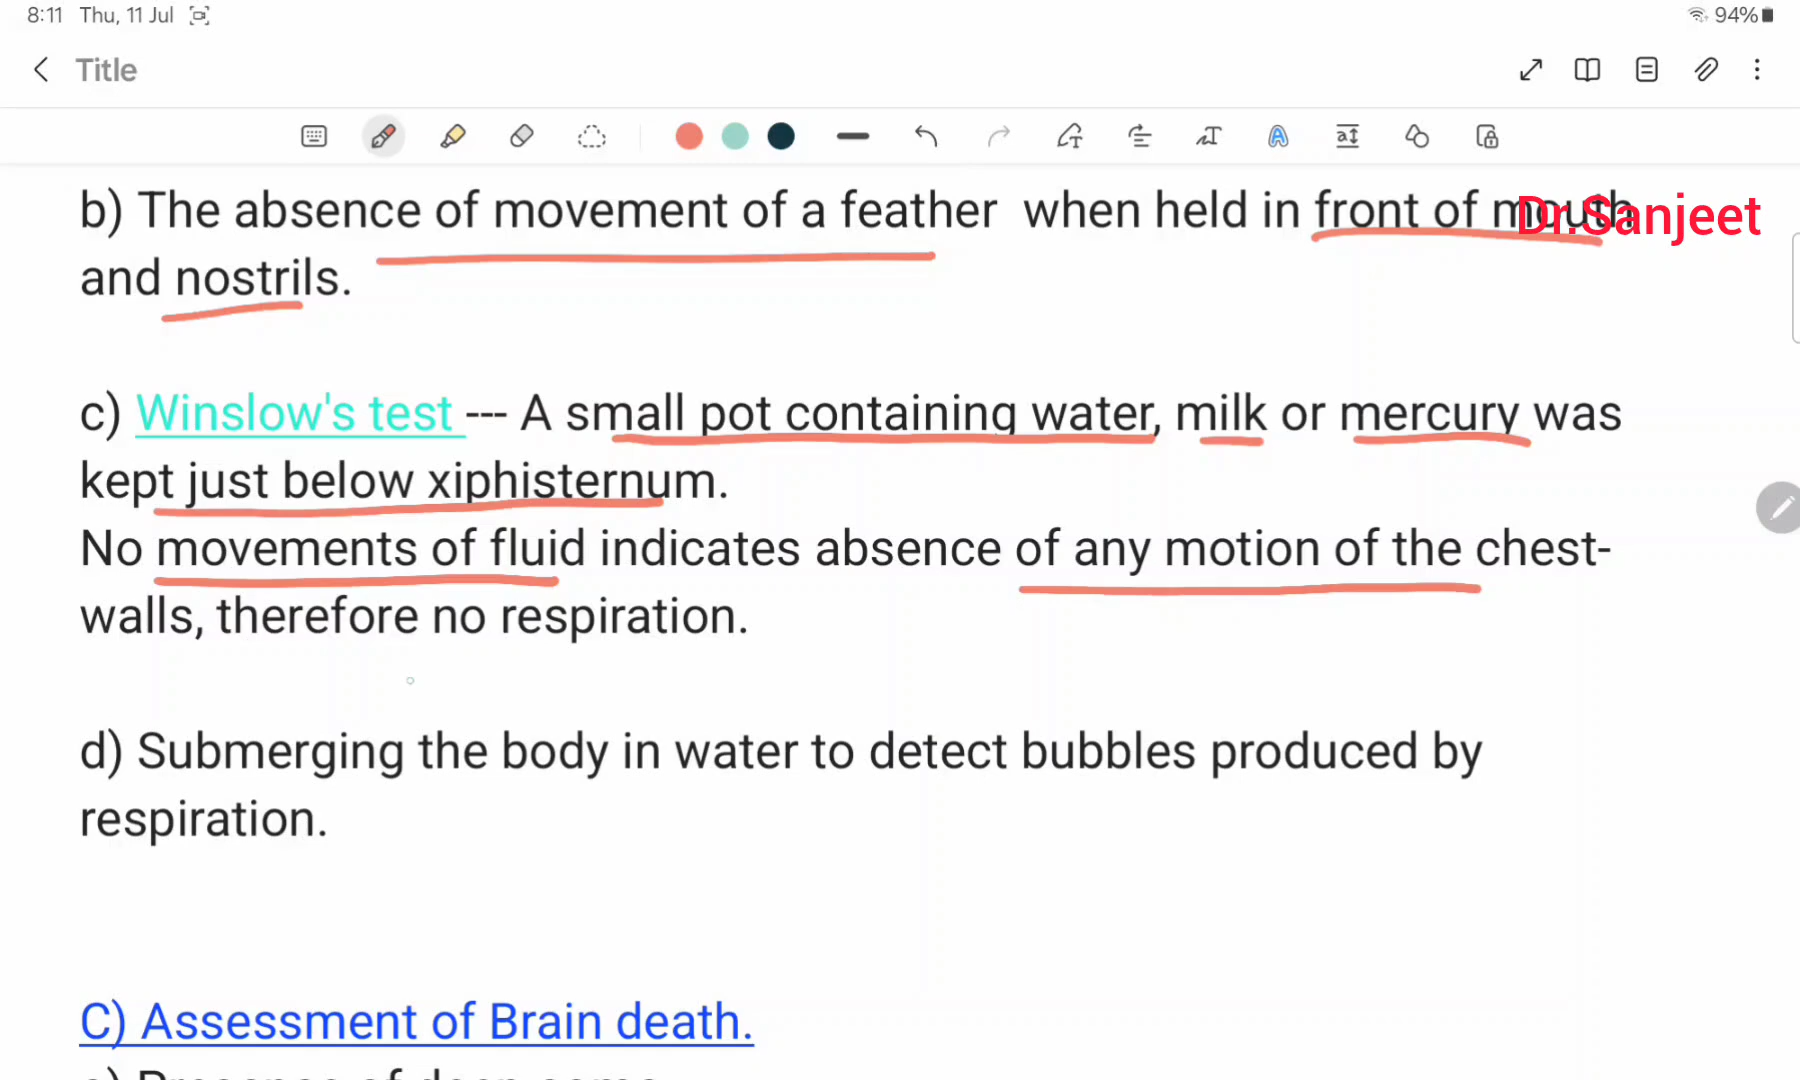 8:11 Thu, 11 Jul 94%
Title
b) The absence of movement of a feather when held in front of mouth
Dr.Sanjeet
and nostrils.
c) Winslow's test --- A small pot containing water, milk or mercury was
kept just below xiphisternum.
No movements of fluid indicates absence of any motion of the chest-
walls, therefore no respiration.
d) Submerging the body in water to detect bubbles produced by
respiration.
C) Assessment of Brain death.